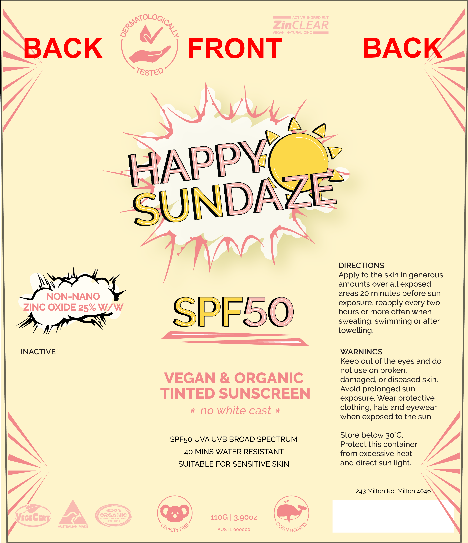 BACK
FRONT
BACK
DERMATOLOGICALLY
TESTED
ZinCLEAR
HAPPY
SUNDAZE
NON-NANO
ZINC OXIDE 25% W/W
INACTIVE
SPF50
VEGAN & ORGANIC
TINTED SUNSCREEN
no white cast
SPF50 UVA UVB BROAD SPECTRUM
40 MINS WATER RESISTANT
SUITABLE FOR SENSITIVE SKIN
110G | 3.90oz
DIRECTIONS
Apply to the skin in generous
amounts over all exposed
areas 20 minutes before sun
exposure, reapply every two
hours or more often when
sweating, swimming or after
towelling.
WARNINGS
Keep out of the eyes and do
not use on broken,
damaged, or diseased skin.
Avoid prolonged sun
exposure. Wear protective
clothing, hats and eyewear
when exposed to the sun.
Store below 30°C.
Protect this container
from excessive heat
and direct sun light.
ORGANIC